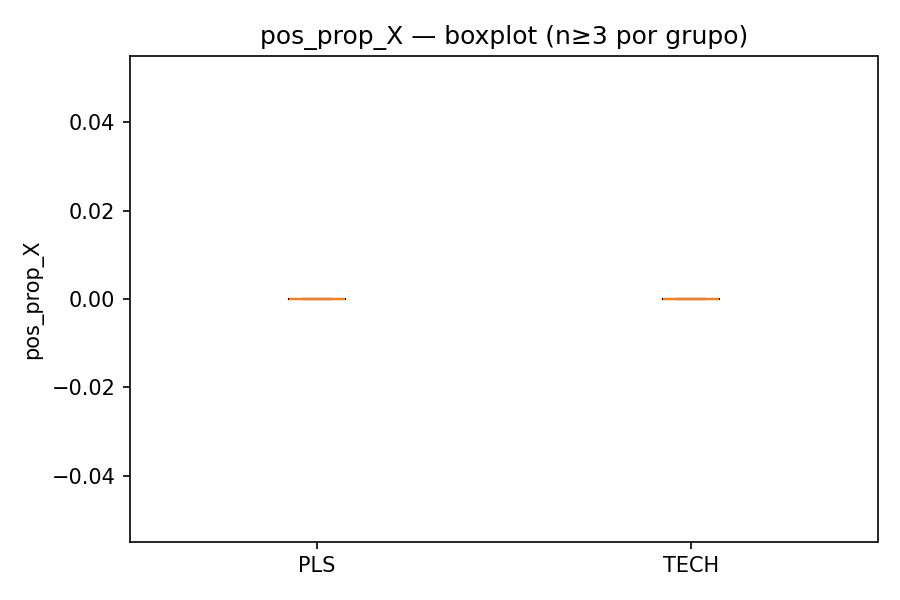 pos_prop_X — boxplot (n≥3 por grupo)
pos_prop_X
0.04
0.02
0.00
−0.02
−0.04
PLS
TECH